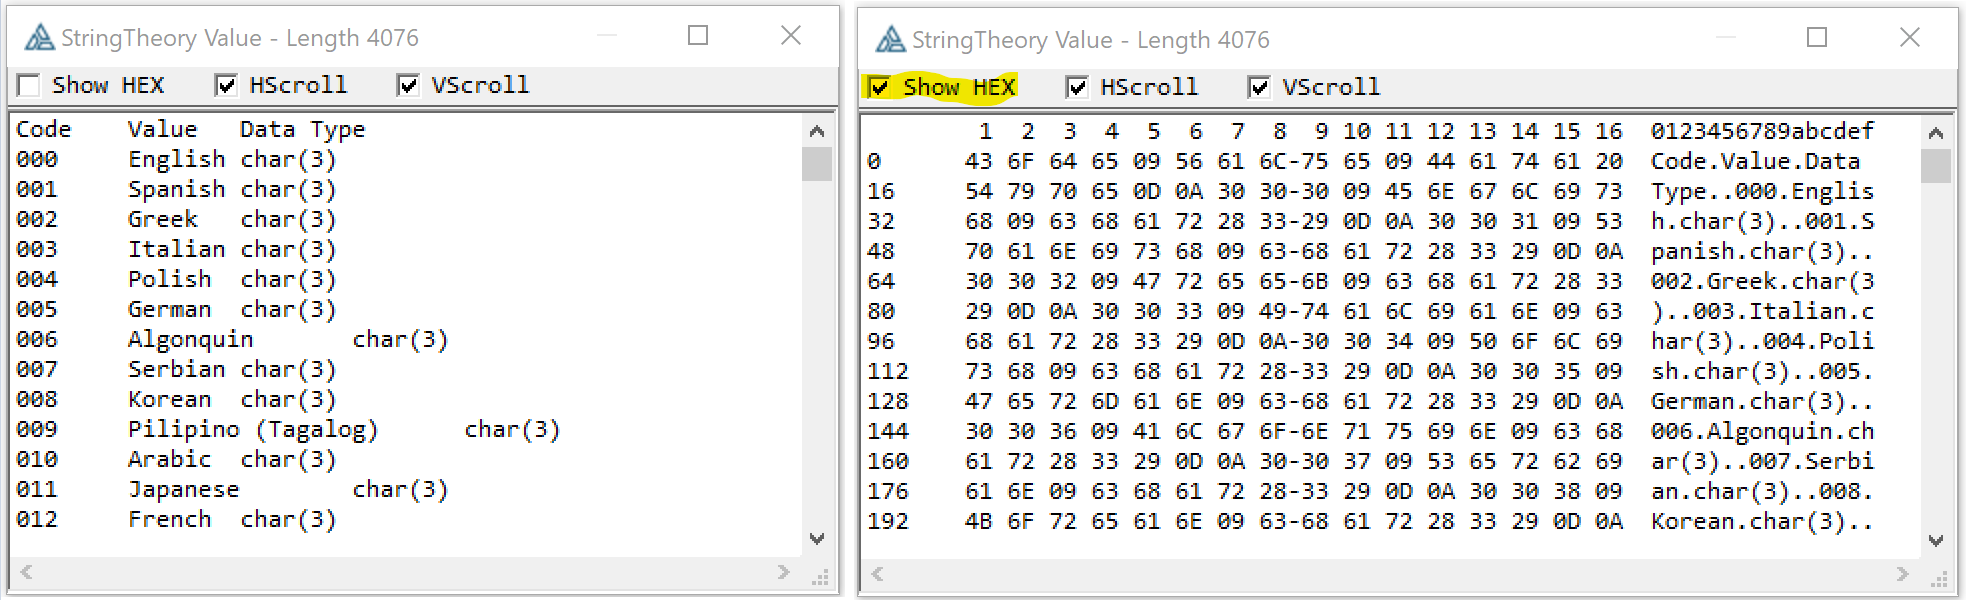 StringTheory Value - Length 4076
Show HEX HScroll VScroll
Code Value Data Type
000 English char(3)
001 Spanish char(3)
002 Greek char(3)
003 Italian char(3)
004 Polish char(3)
005 German char(3)
006 Algonquin char(3)
007 Serbian char(3)
008 Korean char(3)
009 Pilipino (Tagalog) char(3)
010 Arabic char(3)
011 Japanese char(3)
012 French char(3)
StringTheory Value - Length 4076
Show HEX HScroll VScroll
1 2 3 4 5 6 7 8 9 10 11 12 13 14 15 16 0123456789abcdef
0 43 6F 64 65 09 56 61 6C-75 65 09 44 61 74 61 20 Code.Value.Data
16 54 79 70 65 0D 0A 30 30-30 09 45 6E 67 6C 69 73 Type..000.Englis
32 68 09 63 68 61 72 28 33-29 0D 0A 30 30 31 09 53 h.char(3)..001.S
48 70 61 6E 69 73 68 09 63-68 61 72 28 33 29 0D 0A panish.char(3)..
64 30 30 32 09 47 72 65 65-6B 09 63 68 61 72 28 33 002.Greek.char(3
80 29 0D 0A 30 30 33 09 49-74 61 6C 69 61 6E 09 63 )..003.Italian.c
96 68 61 72 28 33 29 0D 0A-30 30 34 09 50 6F 6C 69 har(3)..004.Poli
112 73 68 09 63 68 61 72 28-33 29 0D 0A 30 30 35 09 sh.char(3)..005.
128 47 65 72 6D 61 6E 09 63-68 61 72 28 33 29 0D 0A German.char(3)..
144 30 30 36 09 41 6C 67 6F-6E 71 75 69 6E 09 63 68 006.Algonquin.ch
160 61 72 28 33 29 0D 0A 30-30 37 09 53 65 72 62 69 ar(3)..007.Serbi
176 61 6E 09 63 68 61 72 28-33 29 0D 0A 30 30 38 09 an.char(3)..008.
192 4B 6F 72 65 61 6E 09 63-68 61 72 28 33 29 0D 0A Korean.char(3)..